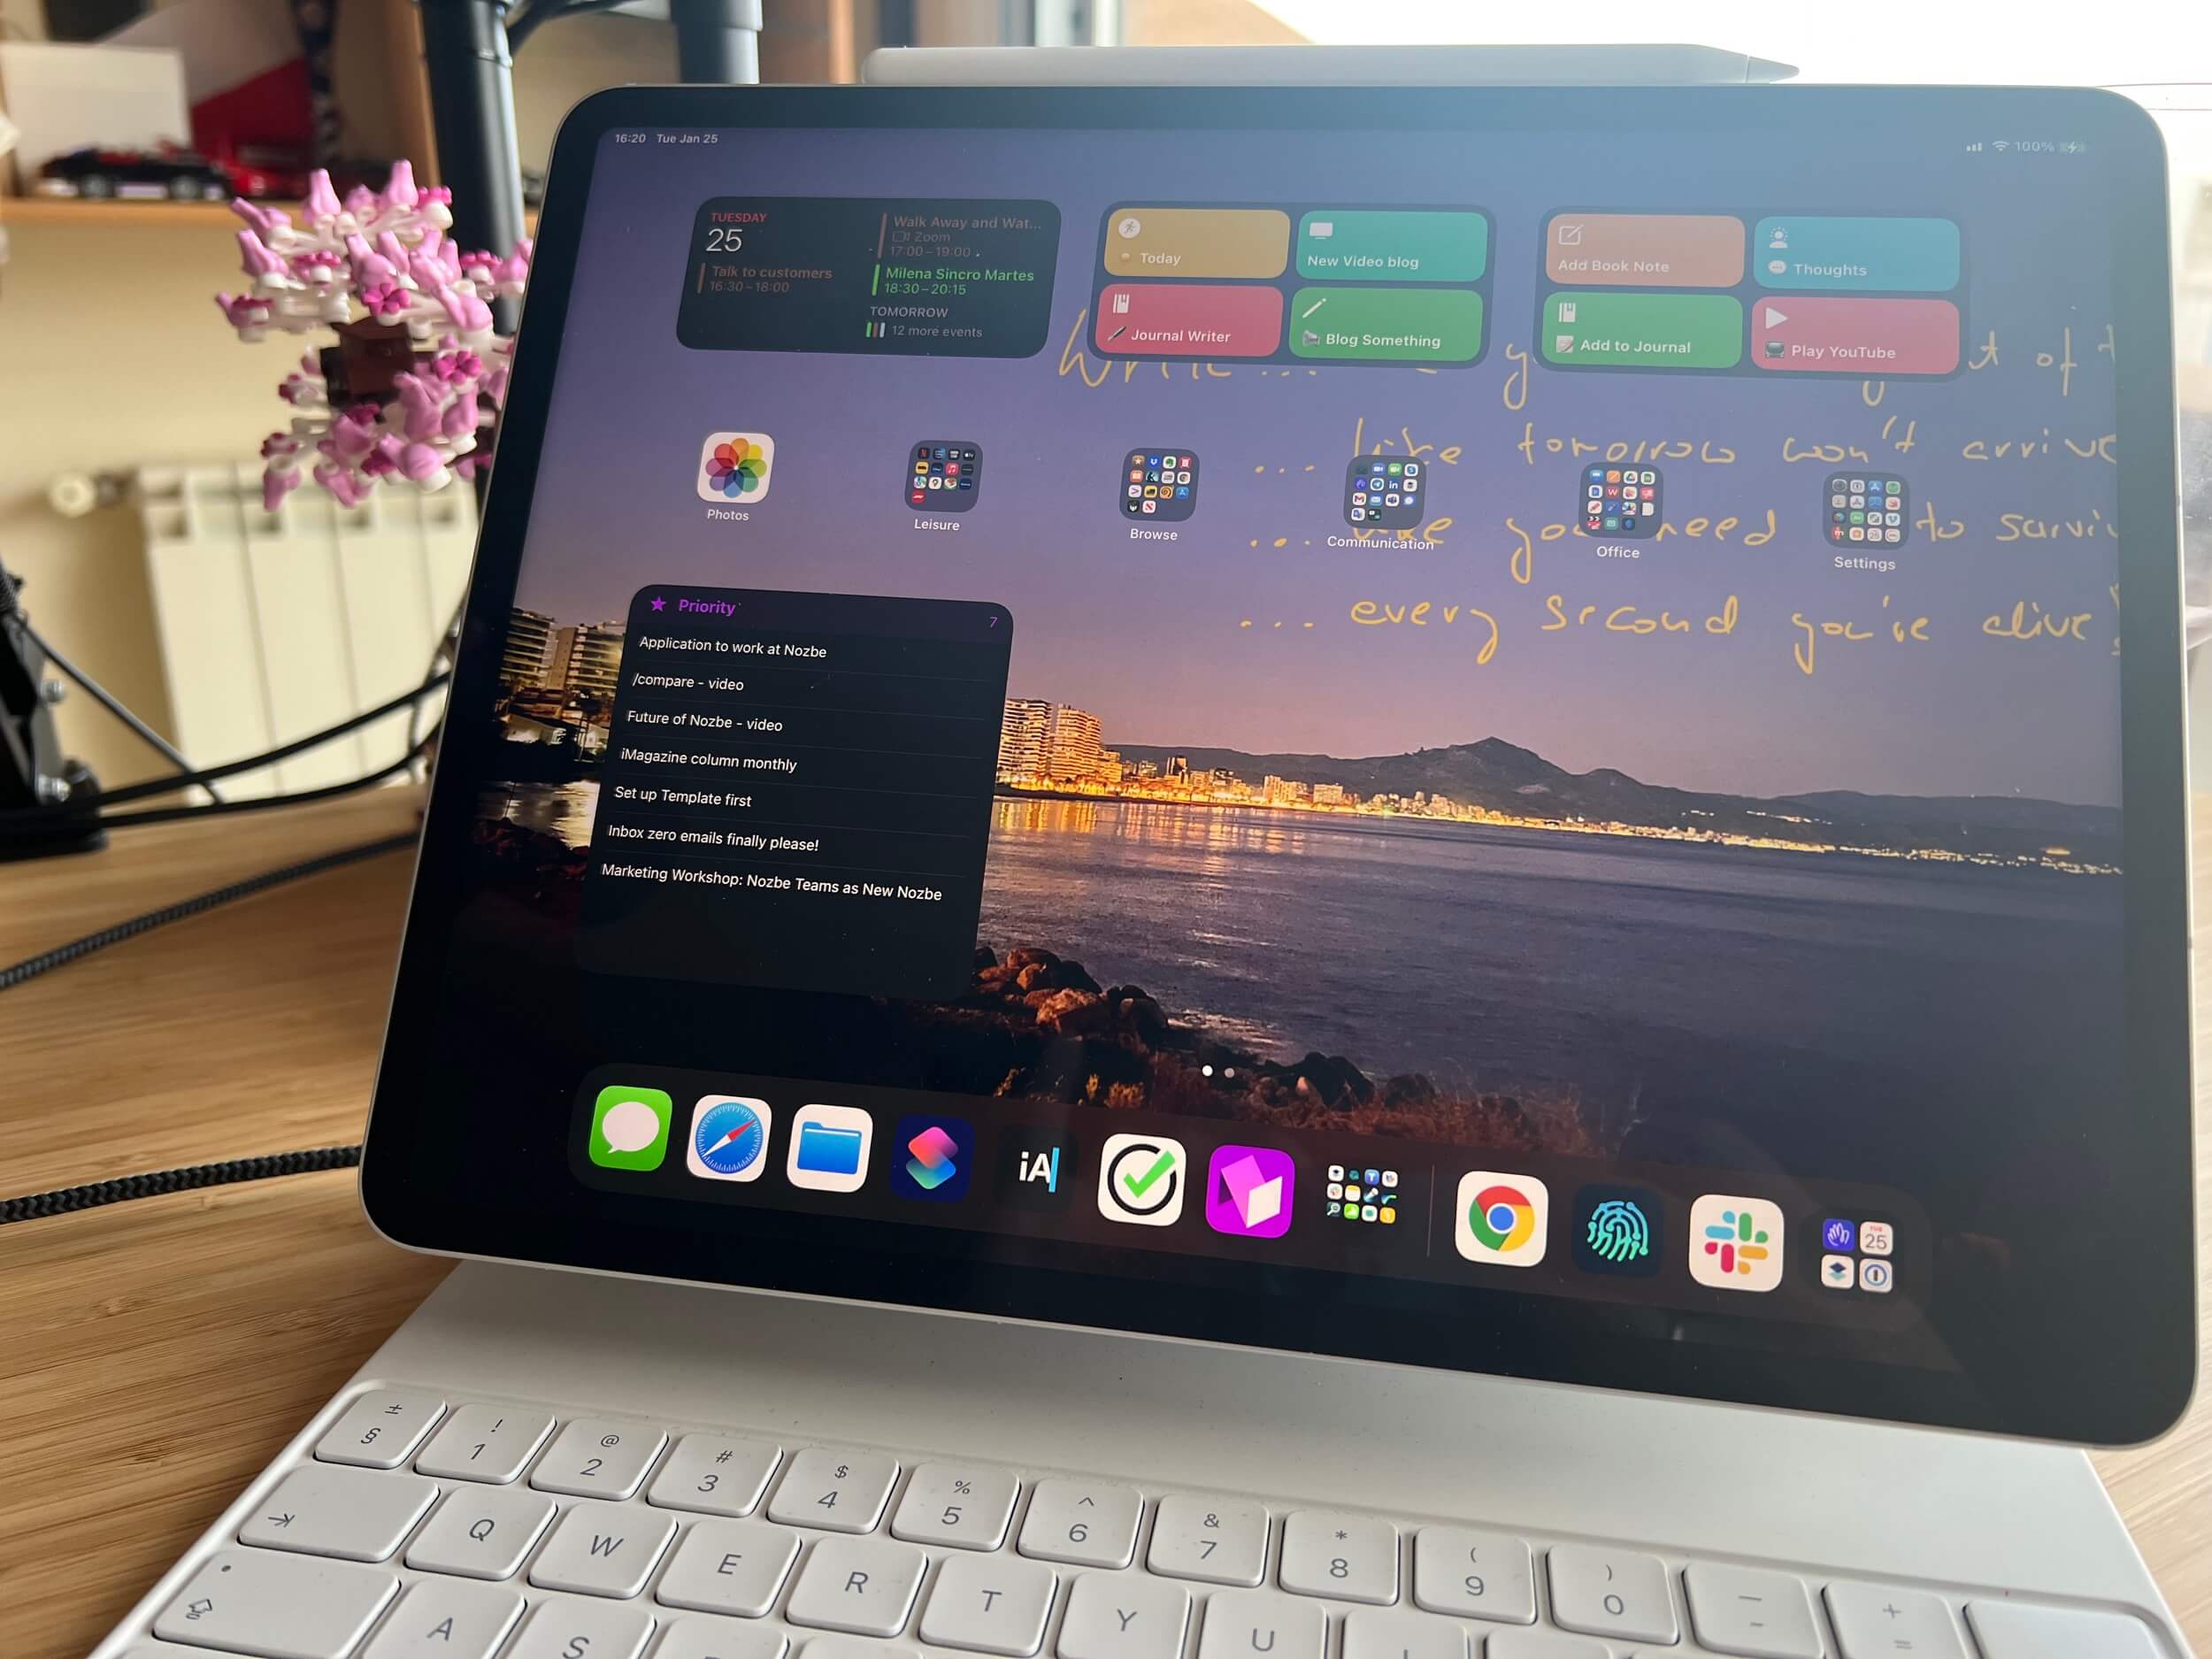 16:20 Tue Jan 25
100%
TUESDAY
25
Talk to customers
16:30–18:00
Walk Away and Wat...
Zoom
17:00–19:00
Milena Sincro Martes
18:30–20:15
TOMORROW
12 more events
Today
New Video blog
Journal Writer
Blog Something
Add Book Note
Thoughts
Add to Journal
Play YouTube
Write ...
t of
... like tomorrow won't arrive
... like you need to surviv
... every second you're alive!
Photos
Leisure
Browse
Communication
Office
Settings
Priority
7
Application to work at Nozbe
/compare - video
Future of Nozbe - video
iMagazine column monthly
Set up Template first
Inbox zero emails finally please!
Marketing Workshop: Nozbe Teams as New Nozbe
iA
25
± § ! 1 @ 2 # 3 $ 4 % 5 ^ 6 & 7 * 8 ( 9 ) 0 — - + =
Q W E R T Y U
A S